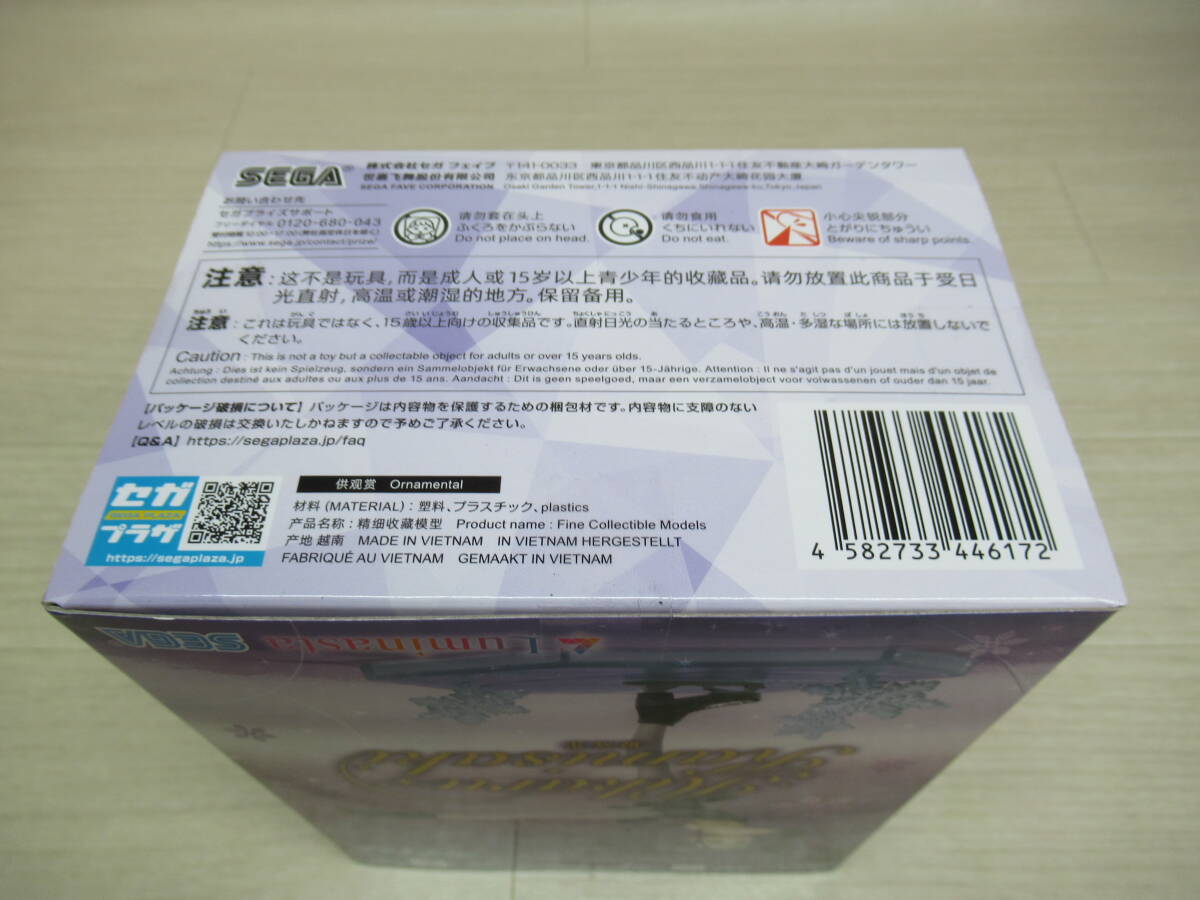 SEGA®
株式会社セガ フェイブ 〒141-0033 東京都品川区西品川1-1-1住友不動産大崎ガーデンタワー
世嘉飞舞股份有限公司 东京都品川区西品川1-1-1住友不动产大崎花园大厦
SEGA FAVE CORPORATION Osaki Garden Tower,1-1-1 Nishi-Shinagawa,Shinagawa-ku,Tokyo,Japan
お問い合わせ先
セガプライズサポート
フリーダイヤル 0120-680-043
受付時間 10:00-17:00(弊社指定休日を除く)
https://www.sega.jp/contact/prize/
请勿套在头上
ふくろをかぶらない
Do not place on head.
请勿食用
くちにいれない
Do not eat.
小心尖锐部分
とがりにちゅうい
Beware of sharp points.
注意:这不是玩具,而是成人或15岁以上青少年的收藏品。请勿放置此商品于受日
光直射,高温或潮湿的地方。保留备用。
注意:これは玩具ではなく、15歳以上向けの収集品です。直射日光の当たるところや、高温・多湿な場所には放置しないで
ください。
Caution : This is not a toy but a collectable object for adults or over 15 years olds.
Achtung : Dies ist kein Spielzeug, sondern ein Sammelobjekt für Erwachsene oder über 15-Jährige. Attention : Il ne s'agit pas d'un jouet mais d'un objet de
collection destiné aux adultes ou aux plus de 15 ans. Aandacht : Dit is geen speelgoed, maar een verzamelobject voor volwassenen of ouder dan 15 jaar.
【パッケージ破損について】パッケージは内容物を保護するための梱包材です。内容物に支障のない
レベルの破損は交換いたしかねますので予めご了承ください。
【Q&A】https://segaplaza.jp/faq
セガ
SEGA PLAZA
プラザ
https://segaplaza.jp
供观赏 Ornamental
材料 (MATERIAL) : 塑料、プラスチック、plastics
产品名称 : 精细收藏模型 Product name : Fine Collectible Models
产地 越南 MADE IN VIETNAM IN VIETNAM HERGESTELLT
FABRIQUÉ AU VIETNAM GEMAAKT IN VIETNAM
4 582733 446172
SEGA
Luminasta
Kamisaki